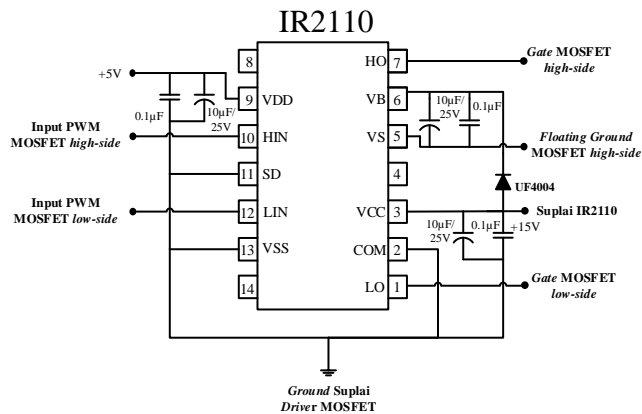 IR2110
8
HO
7
Gate MOSFET
high-side
+5V
0.1µF
10µF/
25V
9
VDD
VB
6
10µF/
25V
0.1µF
Input PWM
MOSFET high-side
10
HIN
VS
5
Floating Ground
MOSFET high-side
11
SD
4
UF4004
Input PWM
MOSFET low-side
12
LIN
VCC
3
Suplai IR2110
10µF/
25V
0.1µF
+15V
13
VSS
COM
2
14
LO
1
Gate MOSFET
low-side
Ground Suplai
Driver MOSFET